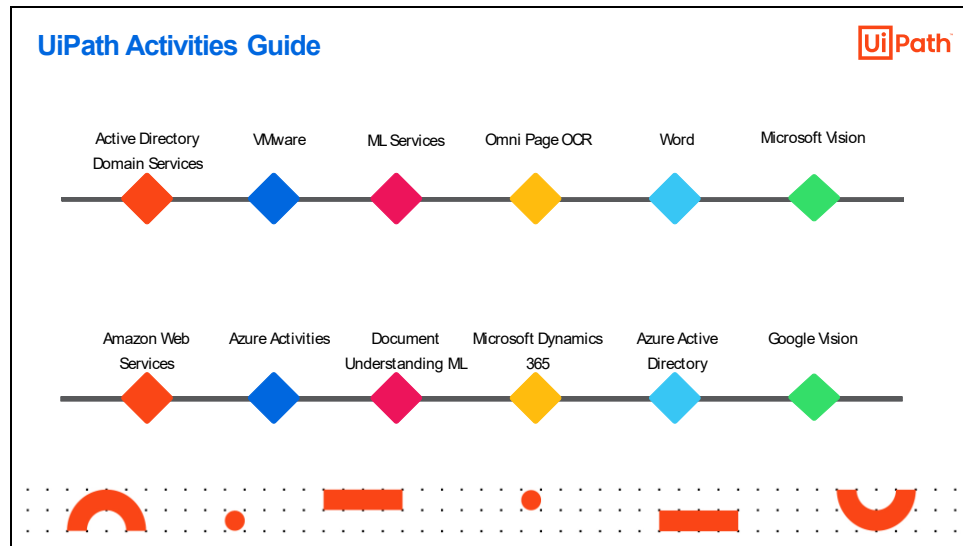 UiPath Activities Guide
UiPath
Active Directory
Domain Services
VMware
ML Services
Omni Page OCR
Word
Microsoft Vision
Amazon Web
Services
Azure Activities
Document
Understanding ML
Microsoft Dynamics
365
Azure Active
Directory
Google Vision